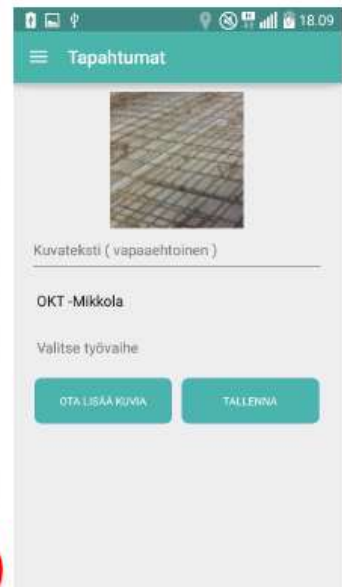 18.09
Tapahtumat
Kuvateksti ( vapaaehtoinen )
OKT -Mikkola
Valitse työvaihe
OTA LISÄÄ KUVIA
TALLENNA